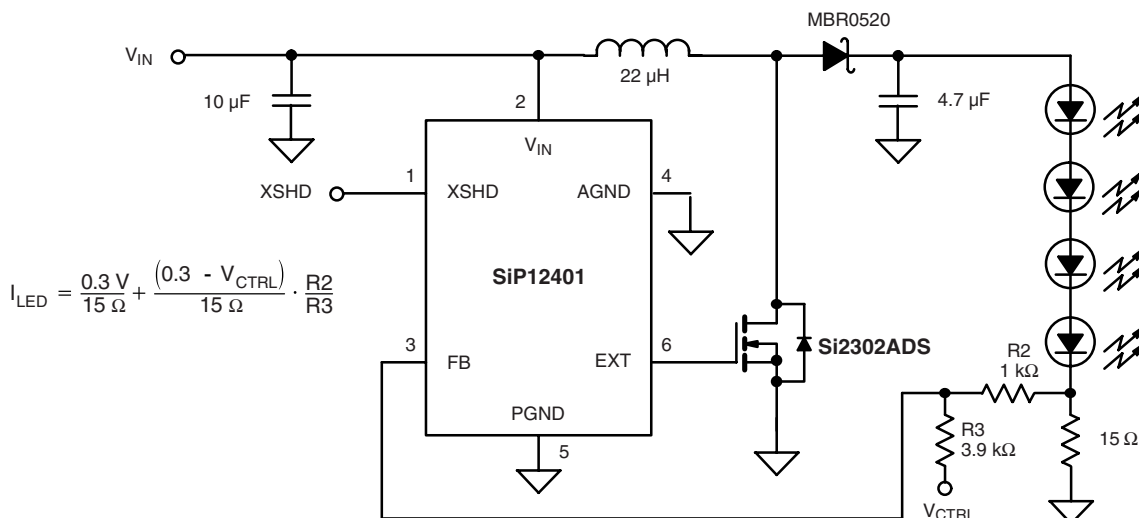 MBR0520
V_IN
22 µH
10 µF
2
4.7 µF
V_IN
1
4
XSHD
XSHD
AGND
SiP12401
I_LED = 0.3 V / 15 Ω + (0.3 - V_CTRL) / 15 Ω · R2 / R3
3
6
FB
EXT
Si2302ADS
R2
1 kΩ
PGND
5
R3
3.9 kΩ
15 Ω
V_CTRL